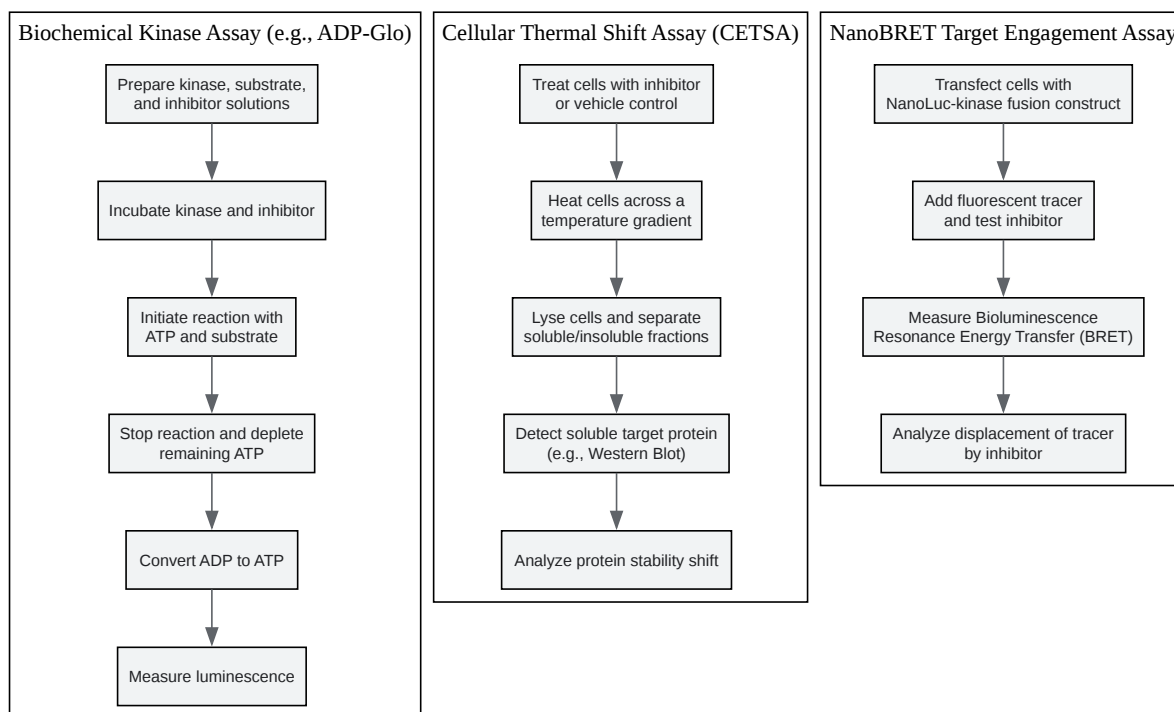 Biochemical Kinase Assay (e.g., ADP-Glo)
Prepare kinase, substrate,
and inhibitor solutions
Incubate kinase and inhibitor
Initiate reaction with
ATP and substrate
Stop reaction and deplete
remaining ATP
Convert ADP to ATP
Measure luminescence
Cellular Thermal Shift Assay (CETSA)
Treat cells with inhibitor
or vehicle control
Heat cells across a
temperature gradient
Lyse cells and separate
soluble/insoluble fractions
Detect soluble target protein
(e.g., Western Blot)
Analyze protein stability shift
NanoBRET Target Engagement Assay
Transfect cells with
NanoLuc-kinase fusion construct
Add fluorescent tracer
and test inhibitor
Measure Bioluminescence
Resonance Energy Transfer (BRET)
Analyze displacement of tracer
by inhibitor